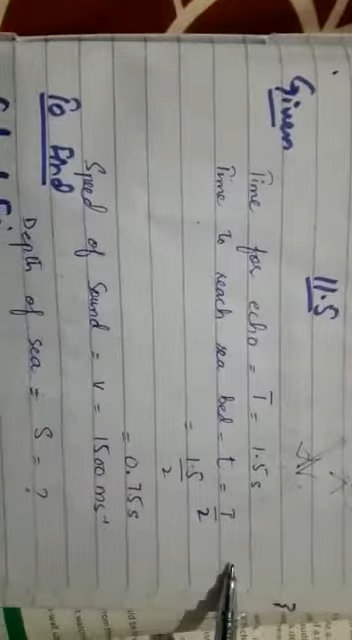 11.5
Given
Time for echo = T = 1.5 s
Time to reach sea bed = t = T/2
= 1.5/2
= 0.75 s
Speed of sound = v = 1500 ms⁻¹
To find
Depth of sea = S = ?